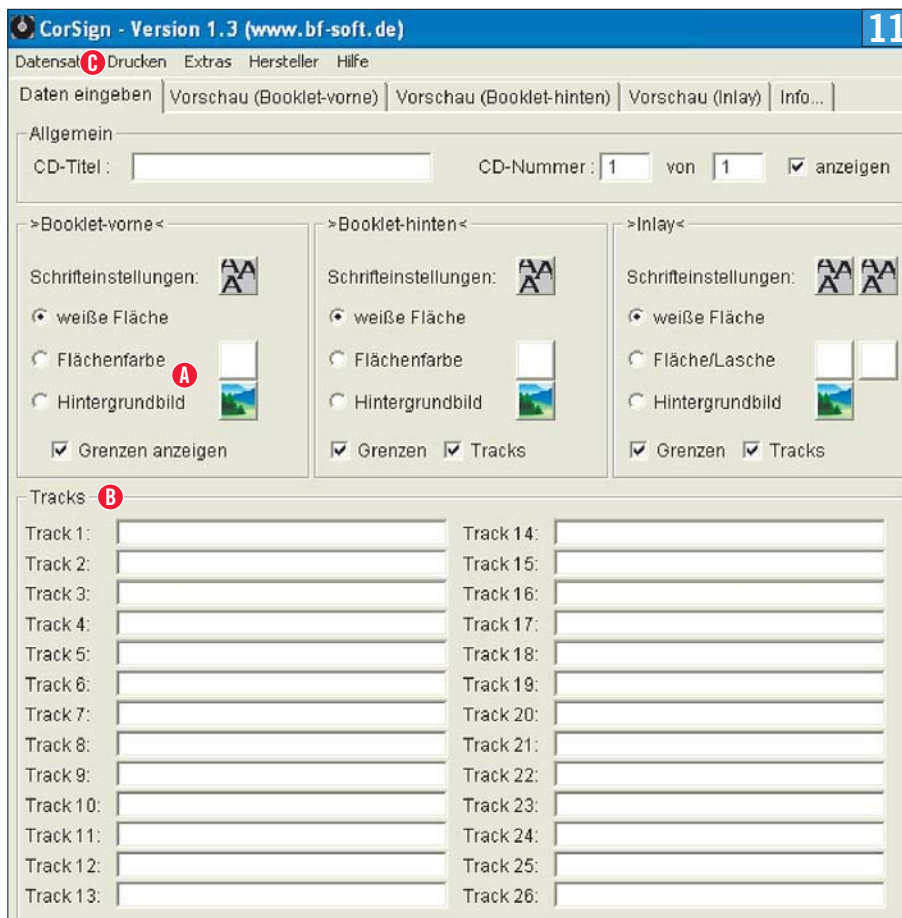 CorSign - Version 1.3 (www.bf-soft.de)
11
Datensat C Drucken Extras Hersteller Hilfe
Daten eingeben Vorschau (Booklet-vorne) Vorschau (Booklet-hinten) Vorschau (Inlay) Info...
Allgemein
CD-Titel : CD-Nummer : 1 von 1 anzeigen
>Booklet-vorne<
Schrifteinstellungen: AAA
weiße Fläche
Flächenfarbe
A
Hintergrundbild
Grenzen anzeigen
>Booklet-hinten<
Schrifteinstellungen: AAA
weiße Fläche
Flächenfarbe
Hintergrundbild
Grenzen Tracks
>Inlay<
Schrifteinstellungen: AAA AAA
weiße Fläche
Fläche/Lasche
Hintergrundbild
Grenzen Tracks
Tracks B
Track 1: Track 14:
Track 2: Track 15:
Track 3: Track 16:
Track 4: Track 17:
Track 5: Track 18:
Track 6: Track 19:
Track 7: Track 20:
Track 8: Track 21:
Track 9: Track 22:
Track 10: Track 23:
Track 11: Track 24:
Track 12: Track 25:
Track 13: Track 26: